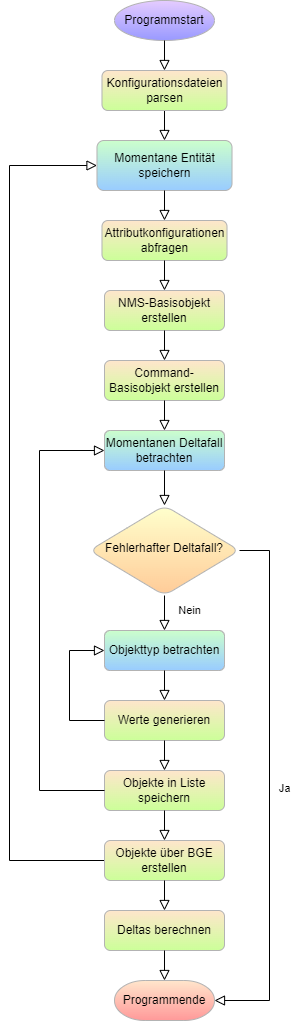 Programmstart
Konfigurationsdateien
parsen
Momentane Entität
speichern
Attributkonfigurationen
abfragen
NMS-Basisobjekt
erstellen
Command-
Basisobjekt erstellen
Momentanen Deltafall
betrachten
Fehlerhafter Deltafall?
Nein
Objekttyp betrachten
Werte generieren
Objekte in Liste
speichern
Ja
Objekte über BGE
erstellen
Deltas berechnen
Programmende